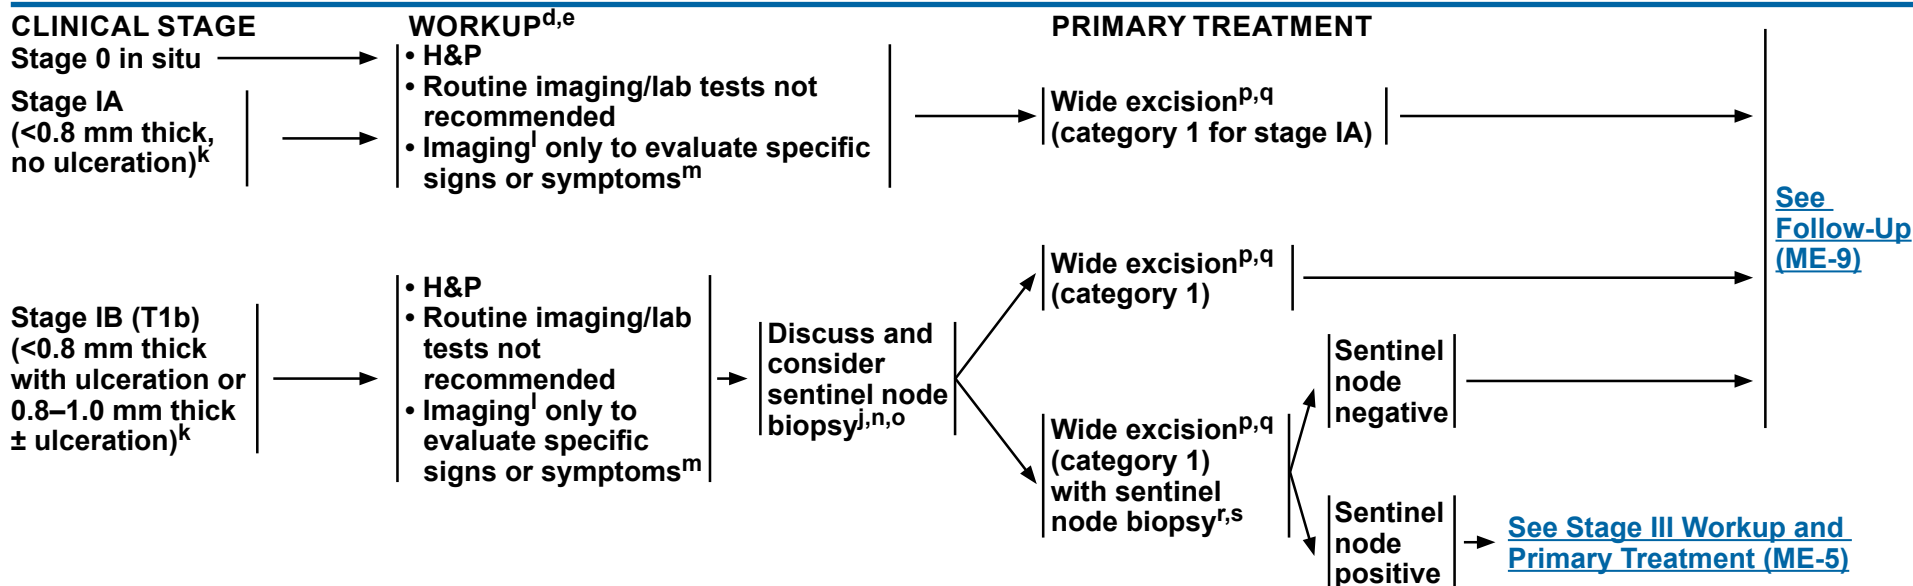 CLINICAL STAGE
WORKUPd,e
PRIMARY TREATMENT
Stage 0 in situ
Stage IA
(<0.8 mm thick,
no ulceration)k
• H&P
• Routine imaging/lab tests not
recommended
• Imagingl only to evaluate specific
signs or symptomsm
Wide excisionp,q
(category 1 for stage IA)
See
Follow-Up
(ME-9)
Stage IB (T1b)
(<0.8 mm thick
with ulceration or
0.8–1.0 mm thick
± ulceration)k
• H&P
• Routine imaging/lab
tests not
recommended
• Imagingl only to
evaluate specific
signs or symptomsm
Discuss and
consider
sentinel node
biopsyj,n,o
Wide excisionp,q
(category 1)
Wide excisionp,q
(category 1)
with sentinel
node biopsyr,s
Sentinel
node
negative
Sentinel
node
positive
See Stage III Workup and
Primary Treatment (ME-5)